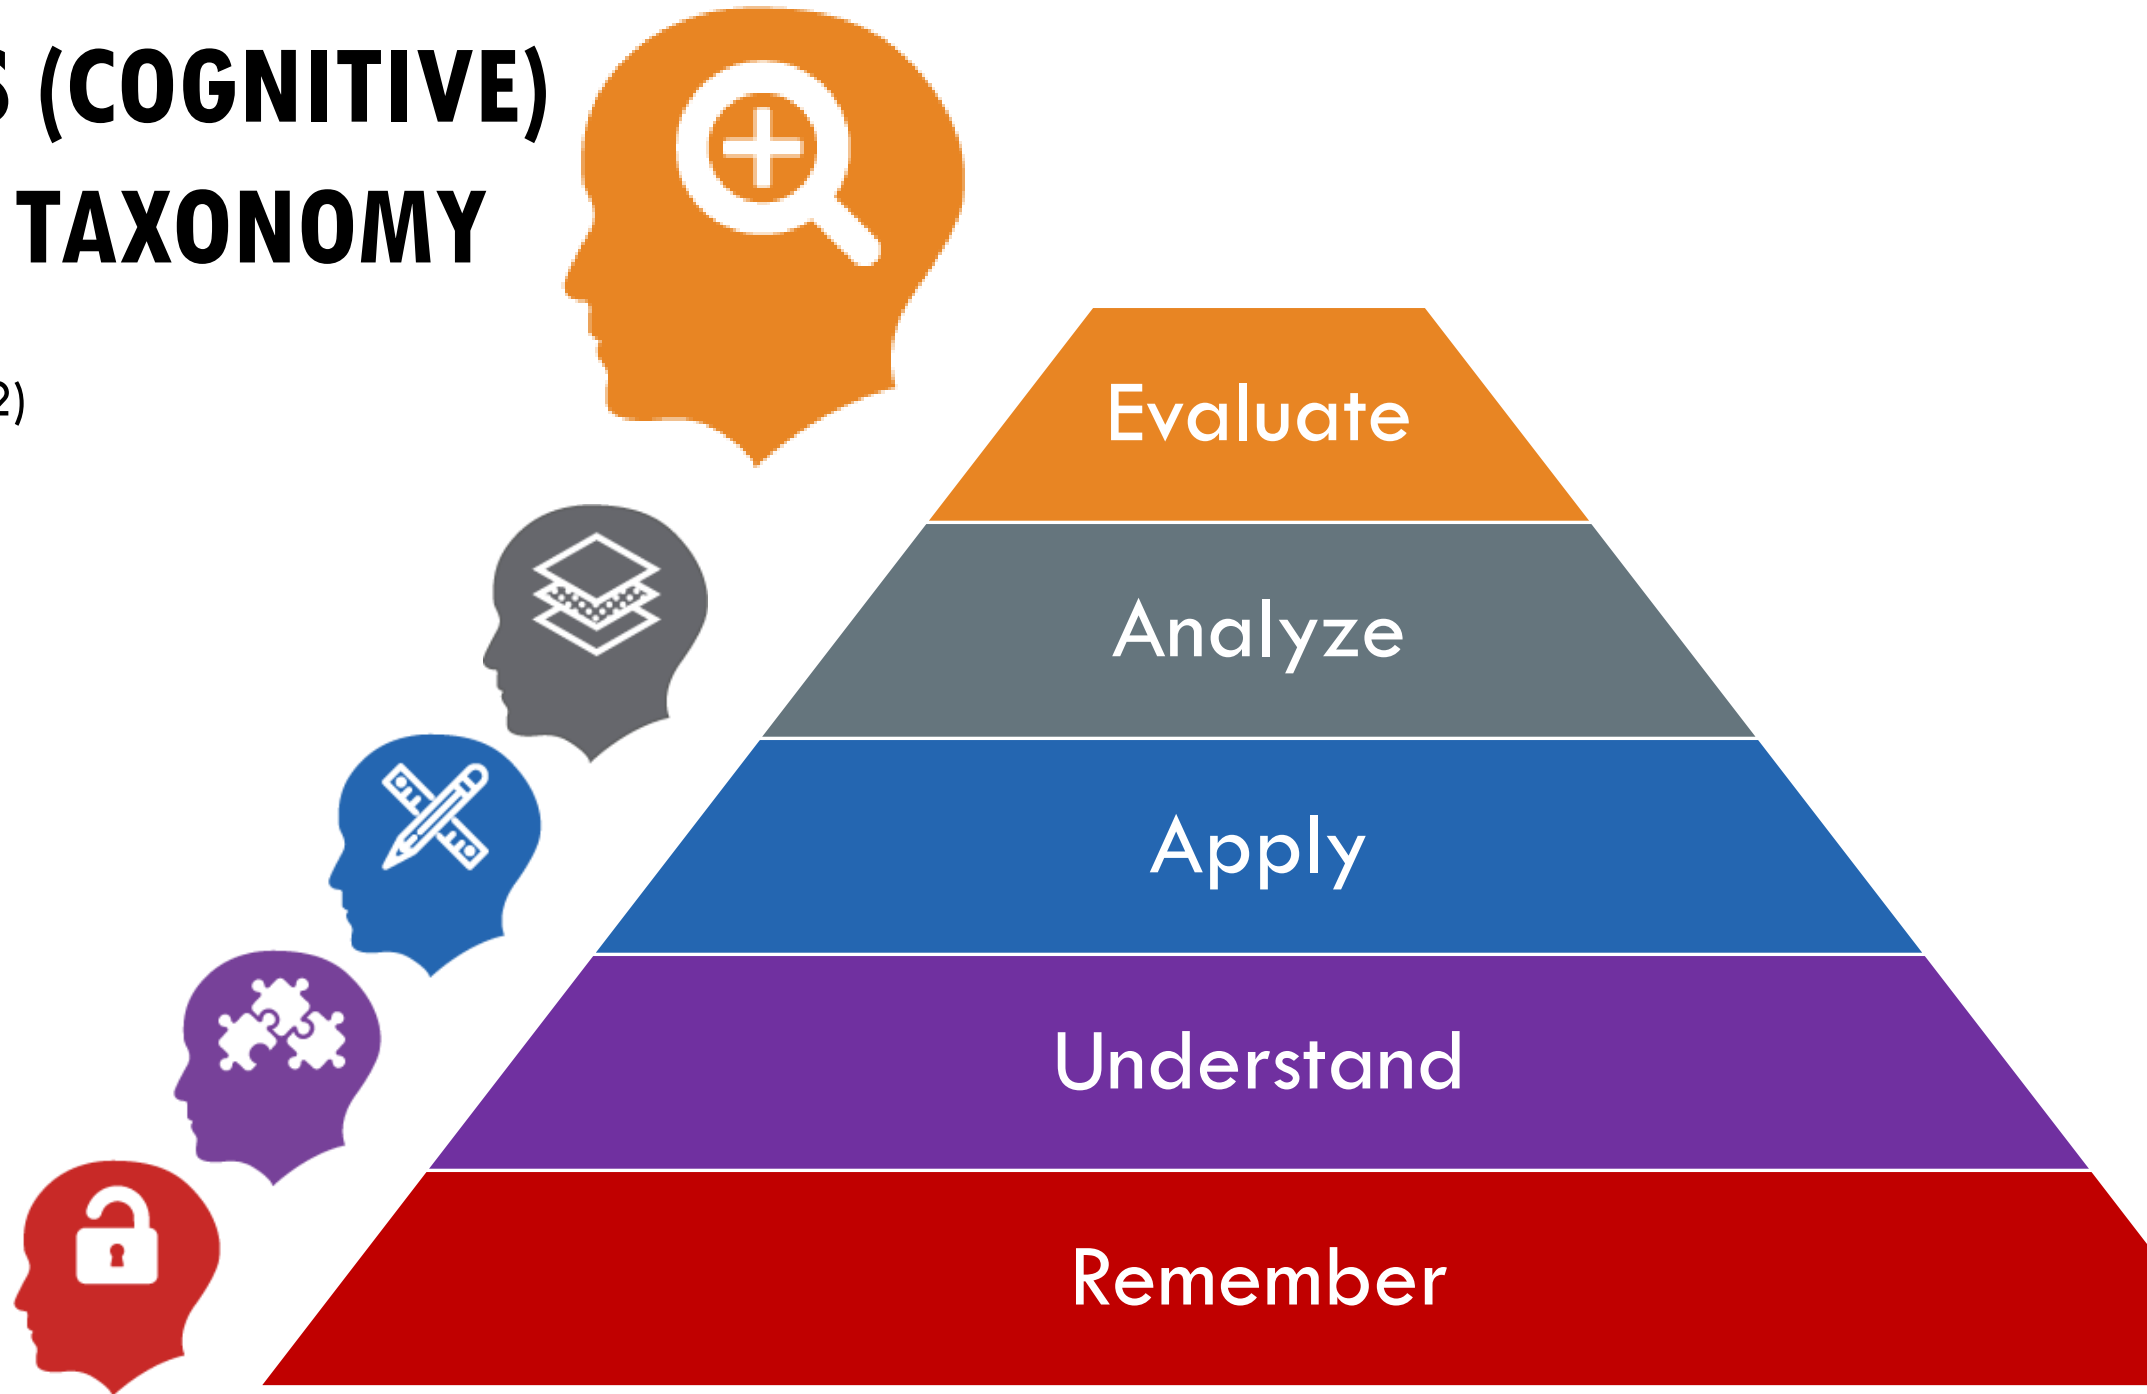 S (COGNITIVE)
TAXONOMY
2)
Evaluate
Analyze
Apply
Understand
Remember